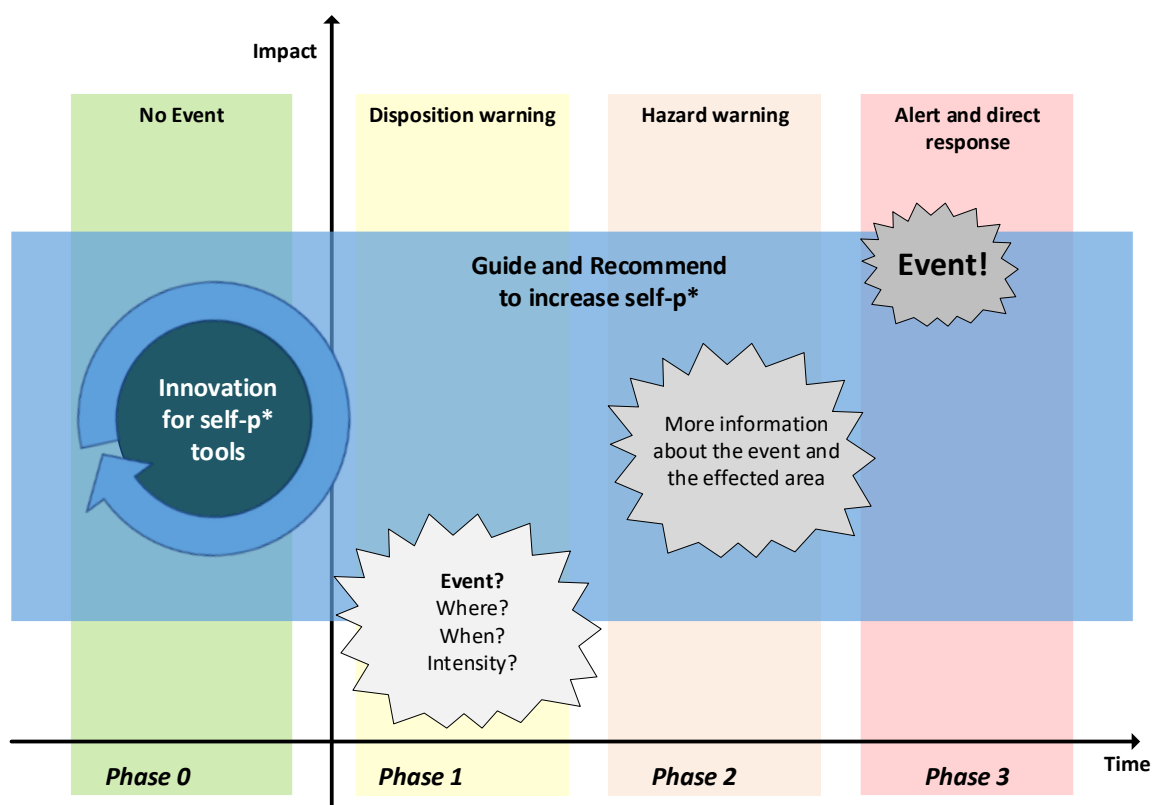 Impact
No Event
Disposition warning
Hazard warning
Alert and direct
response
Guide and Recommend
to increase self-p*
Event!
Innovation
for self-p*
tools
More information
about the event and
the effected area
Event?
Where?
When?
Intensity?
Time
Phase 0
Phase 1
Phase 2
Phase 3